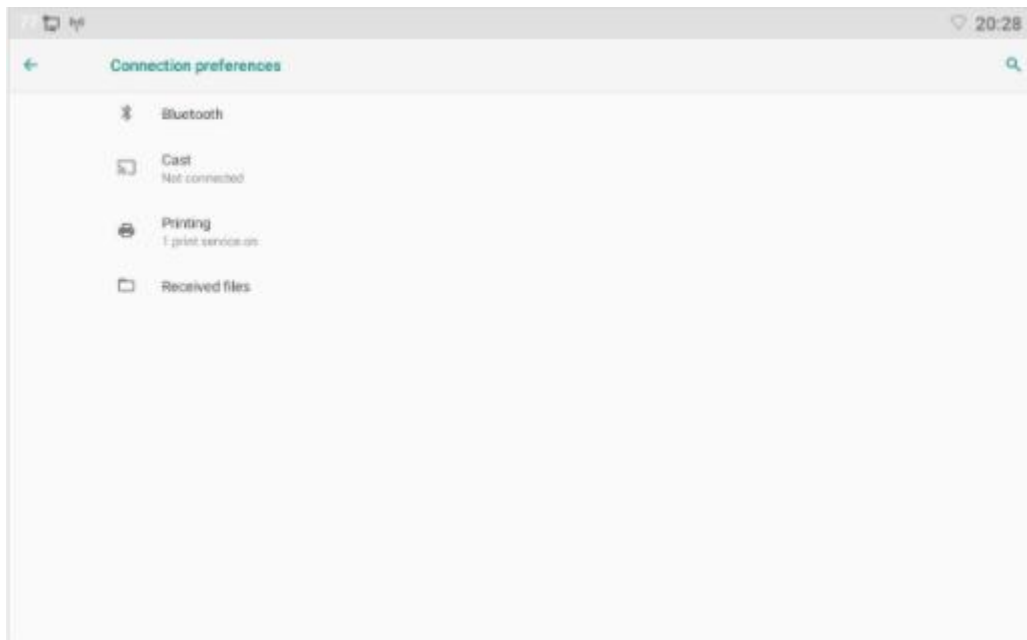 20:28
Connection preferences
Bluetooth
Cast
Not connected
Printing
1 print service on
Received files